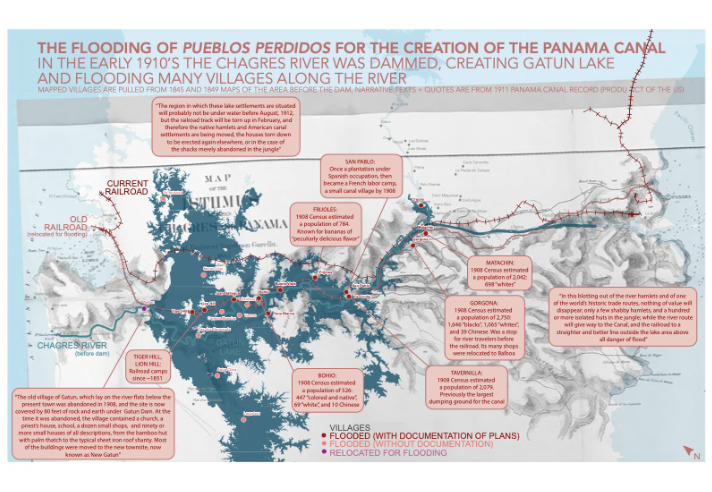 THE FLOODING OF PUEBLOS PERDIDOS FOR THE CREATION OF THE PANAMA CANAL
IN THE EARLY 1910'S THE CHAGRES RIVER WAS DAMMED, CREATING GATUN LAKE
AND FLOODING MANY VILLAGES ALONG THE RIVER
MAPPED VILLAGES ARE PULLED FROM 1845 AND 1849 MAPS OF THE AREA BEFORE THE DAM, NARRATIVE TEXTS + QUOTES ARE FROM 1911 PANAMA CANAL RECORD (PRODUCT OF THE US)
"The region in which these lake settlements are situated
will probably not be under water before August, 1912,
but the railroad track will be torn up in February, and
therefore the native hamlets and American canal
settlements are being moved, the houses torn down
to be erected again elsewhere, or in the case of
the shacks merely abandoned in the jungle"
SAN PABLO:
Once a plantation under
Spanish occupation, then
became a French labor camp,
a small canal village by 1908
CURRENT
RAILROAD
MAP
OF THE
ISTHMUS
CHAGRES PANAMA
Garella.
OLD
RAILROAD
(relocated for flooding)
FRIJOLES:
1908 Census estimated
a population of 784.
Known for bananas of
"peculiarly delicious flavor"
MATACHIN:
1908 Census estimated
a population of 2,042;
698 "whites"
GORGONA:
1908 Census estimated
a population of 2,750:
1,646 "blacks", 1,065 "whites",
and 39 Chinese. Was a stop
for river travelers before
the railroad. Its many shops
were relocated to Balboa
"In this blotting out of the river hamlets and of one
of the world's historic trade routes, nothing of value will
disappear, only a few shabby hamlets, and a hundred
or more isolated huts in the jungle; while the river route
will give way to the Canal, and the railroad to a
straighter and better line outside the lake area above
all danger of flood"
CHAGRES RIVER
(before dam)
TIGER HILL,
LION HILL:
Railroad camps
since ~1851
BOHIO:
1908 Census estimated
a population of 526:
447 "colored and native",
69 "white", and 10 Chinese
TAVERNILLA:
1908 Census estimated
a population of 2,079.
Previously the largest
dumping ground for the canal
"The old village of Gatun, which lay on the river flats below the
present town was abandoned in 1908, and the site is now
covered by 80 feet of rock and earth under Gatun Dam. At the
time it was abandoned, the village contained a church, a
priest's house, school, a dozen small shops, and ninety or
more small houses of all descriptions, from the bamboo hut
with palm thatch to the typical sheet iron roof shanty. Most
of the buildings were moved to the new townsite, now
known as New Gatun"
VILLAGES
FLOODED (WITH DOCUMENTATION OF PLANS)
FLOODED (WITHOUT DOCUMENTATION)
RELOCATED FOR FLOODING
N